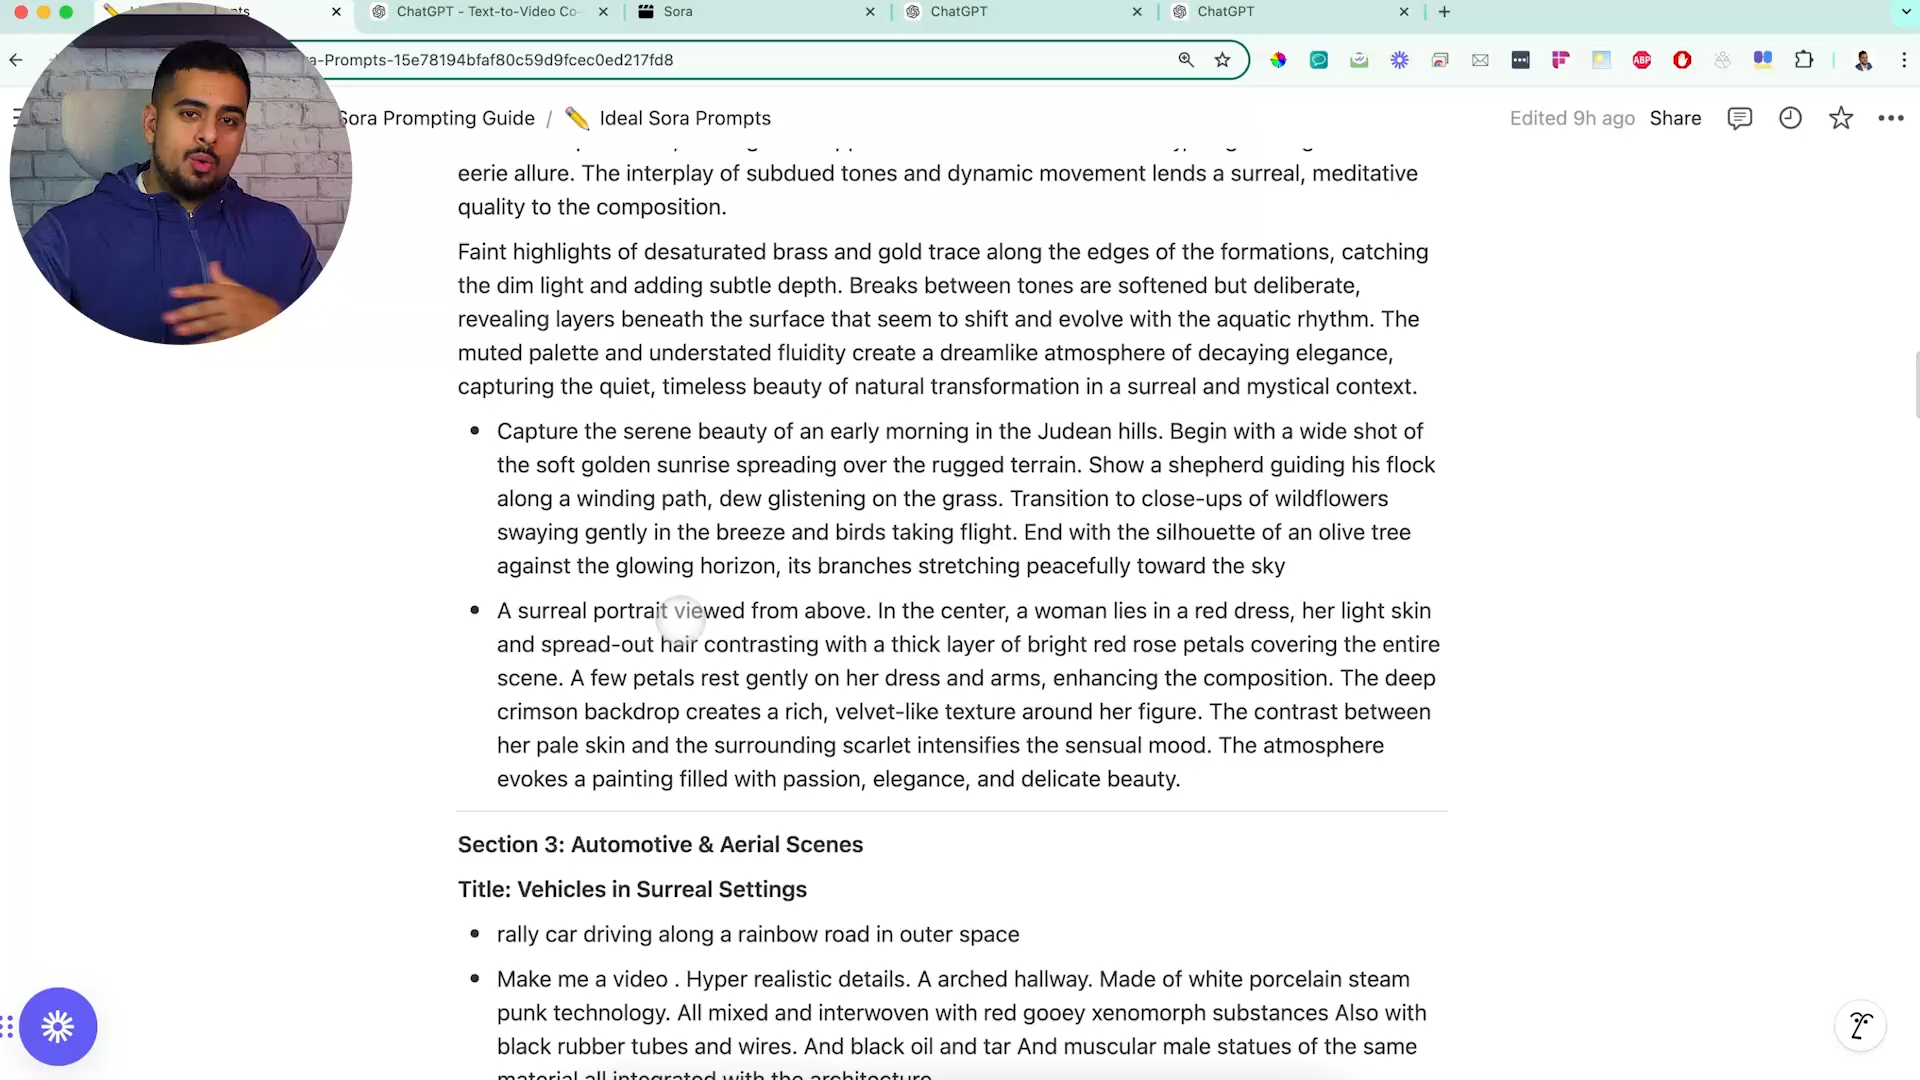 ChatGPT - Text-to-Video Co
Sora
ChatGPT
ChatGPT
a-Prompts-15e78194bfaf80c59d9fcec0ed217fd8
ABP
Sora Prompting Guide / Ideal Sora Prompts
Edited 9h ago Share
eerie allure. The interplay of subdued tones and dynamic movement lends a surreal, meditative
quality to the composition.
Faint highlights of desaturated brass and gold trace along the edges of the formations, catching
the dim light and adding subtle depth. Breaks between tones are softened but deliberate,
revealing layers beneath the surface that seem to shift and evolve with the aquatic rhythm. The
muted palette and understated fluidity create a dreamlike atmosphere of decaying elegance,
capturing the quiet, timeless beauty of natural transformation in a surreal and mystical context.
• Capture the serene beauty of an early morning in the Judean hills. Begin with a wide shot of
the soft golden sunrise spreading over the rugged terrain. Show a shepherd guiding his flock
along a winding path, dew glistening on the grass. Transition to close-ups of wildflowers
swaying gently in the breeze and birds taking flight. End with the silhouette of an olive tree
against the glowing horizon, its branches stretching peacefully toward the sky
• A surreal portrait viewed from above. In the center, a woman lies in a red dress, her light skin
and spread-out hair contrasting with a thick layer of bright red rose petals covering the entire
scene. A few petals rest gently on her dress and arms, enhancing the composition. The deep
crimson backdrop creates a rich, velvet-like texture around her figure. The contrast between
her pale skin and the surrounding scarlet intensifies the sensual mood. The atmosphere
evokes a painting filled with passion, elegance, and delicate beauty.
Section 3: Automotive & Aerial Scenes
Title: Vehicles in Surreal Settings
• rally car driving along a rainbow road in outer space
• Make me a video . Hyper realistic details. A arched hallway. Made of white porcelain steam
punk technology. All mixed and interwoven with red gooey xenomorph substances Also with
black rubber tubes and wires. And black oil and tar And muscular male statues of the same
material all integrated with the architecture